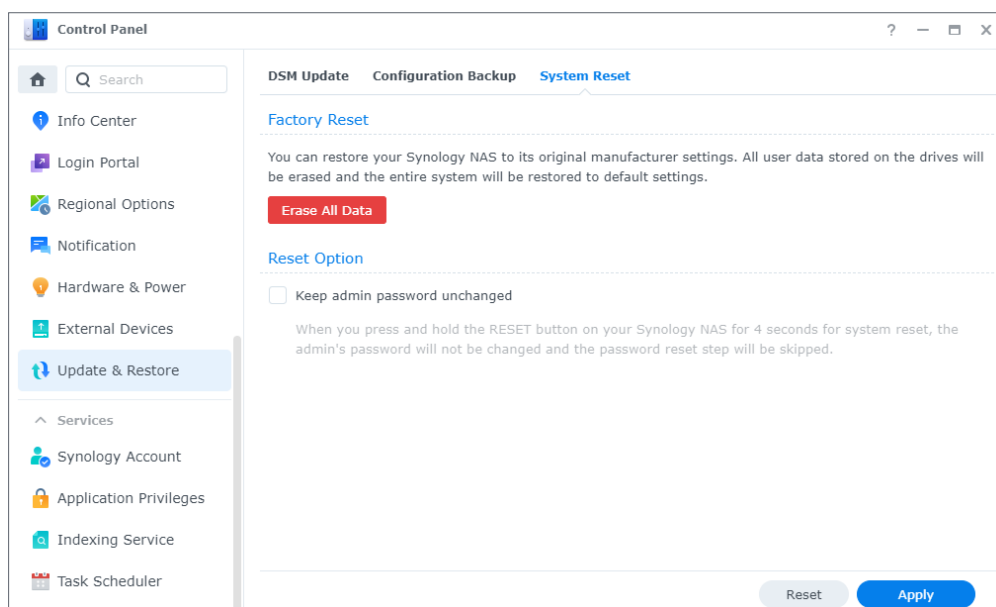 Control Panel
?
Search
Info Center
Login Portal
Regional Options
Notification
Hardware & Power
External Devices
Update & Restore
Services
Synology Account
Application Privileges
Indexing Service
Task Scheduler
DSM Update Configuration Backup System Reset
Factory Reset
You can restore your Synology NAS to its original manufacturer settings. All user data stored on the drives will
be erased and the entire system will be restored to default settings.
Erase All Data
Reset Option
Keep admin password unchanged
When you press and hold the RESET button on your Synology NAS for 4 seconds for system reset, the
admin's password will not be changed and the password reset step will be skipped.
Reset Apply